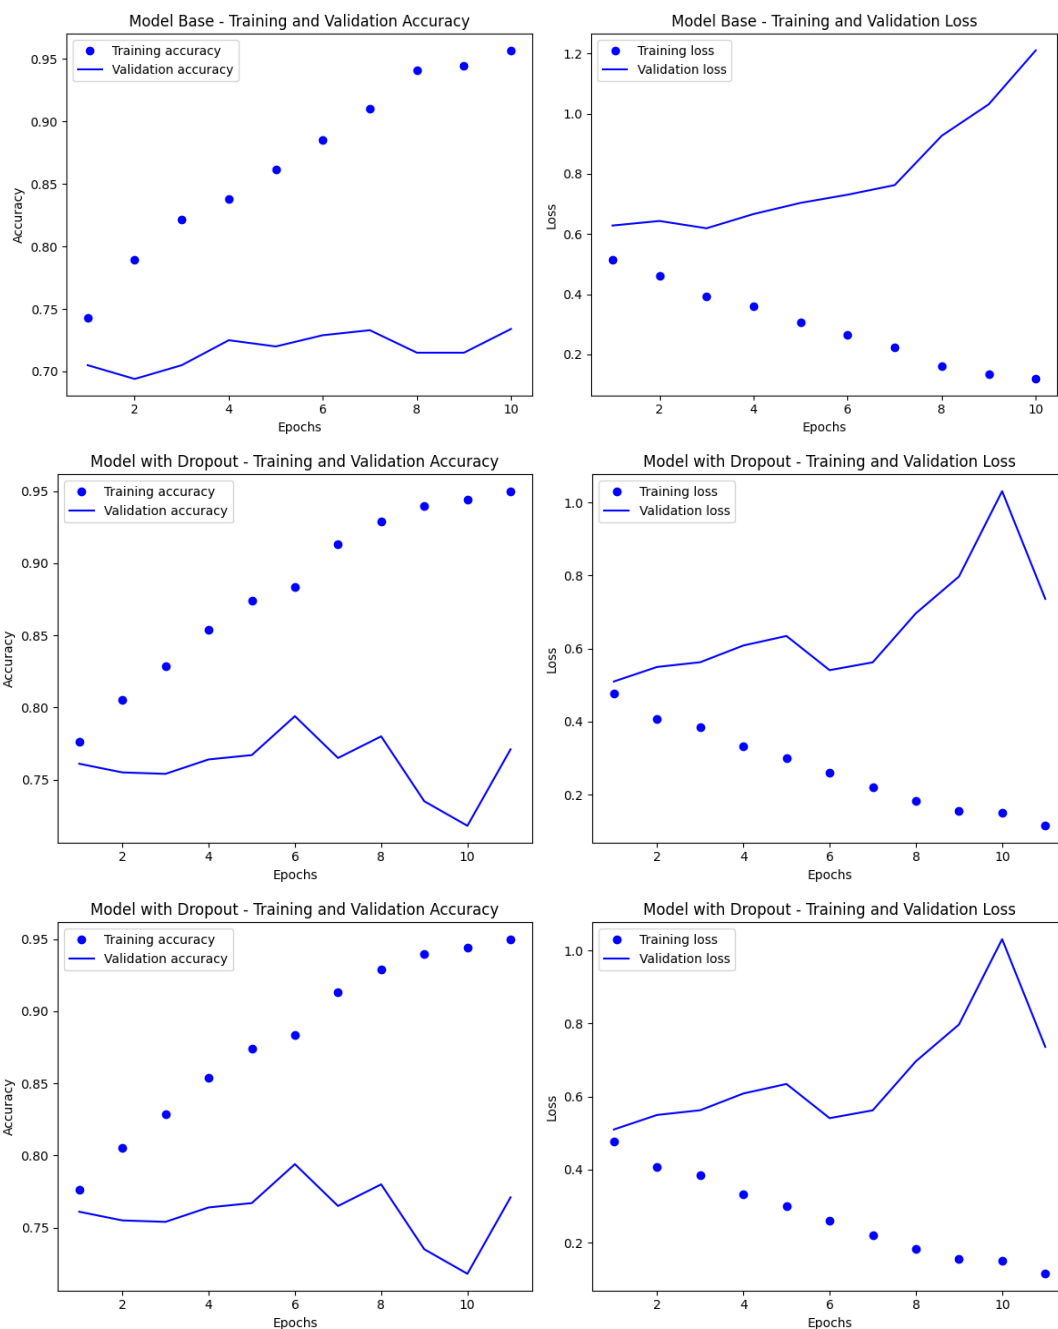 Model Base - Training and Validation Accuracy
Training accuracy
Validation accuracy
0.95
0.90
0.85
0.80
0.75
0.70
Accuracy
2 4 6 8 10
Epochs
Model Base - Training and Validation Loss
Training loss
Validation loss
1.2
1.0
0.8
0.6
0.4
0.2
Loss
2 4 6 8 10
Epochs
Model with Dropout - Training and Validation Accuracy
Training accuracy
Validation accuracy
0.95
0.90
0.85
0.80
0.75
Accuracy
2 4 6 8 10
Epochs
Model with Dropout - Training and Validation Loss
Training loss
Validation loss
1.0
0.8
0.6
0.4
0.2
Loss
2 4 6 8 10
Epochs
Model with Dropout - Training and Validation Accuracy
Training accuracy
Validation accuracy
0.95
0.90
0.85
0.80
0.75
Accuracy
2 4 6 8 10
Epochs
Model with Dropout - Training and Validation Loss
Training loss
Validation loss
1.0
0.8
0.6
0.4
0.2
Loss
2 4 6 8 10
Epochs